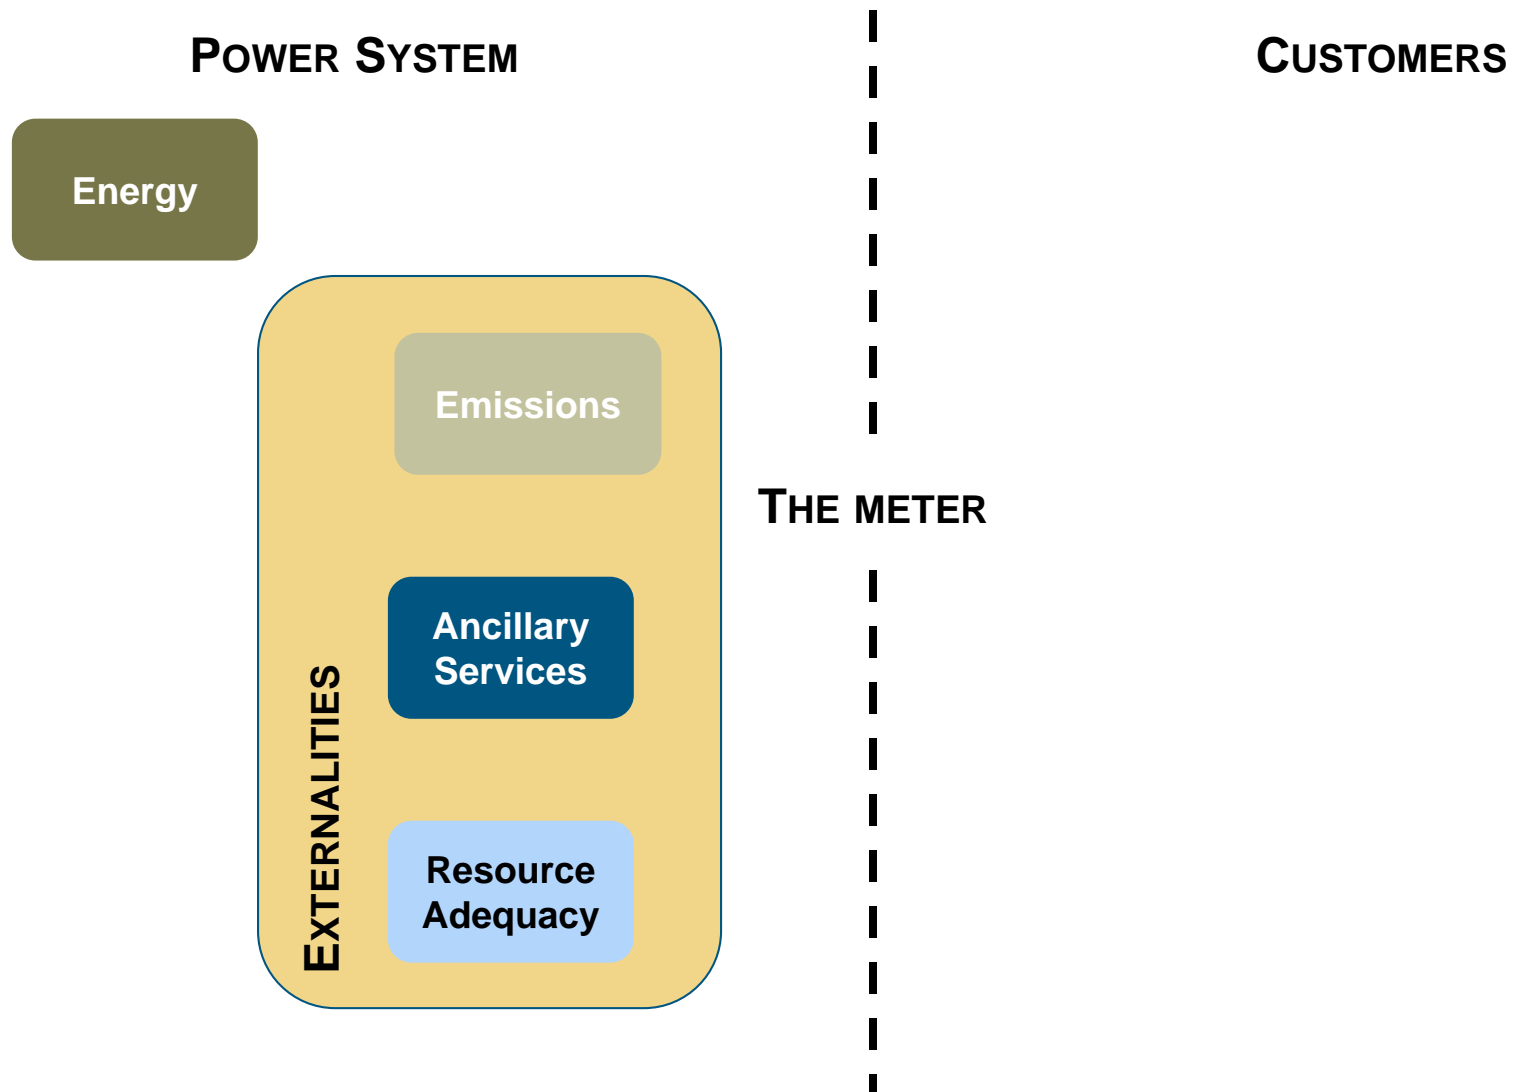 POWER SYSTEM
CUSTOMERS
Energy
Emissions
THE METER
Ancillary
Services
EXTERNALITIES
Resource
Adequacy